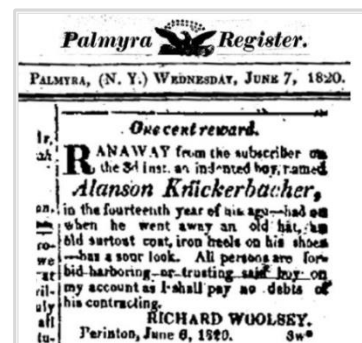 Palmyra Register.
PALMYRA, (N. Y.) WEDNESDAY, JUNE 7, 1820.
One cent reward.
RANAWAY from the subscriber on
the 3d inst. an indented boy, named
Alanson Knickerbacher,
in the fourteenth year of his age—had on
when he went away an old hat, an
old surtout coat, iron heels on his shoes
—has a sour look. All persons are for-
bid harboring or trusting said boy on
my account as I shall pay no debts of
his contracting.
RICHARD WOOLSEY.
Perinton, June 6, 1820. 3w